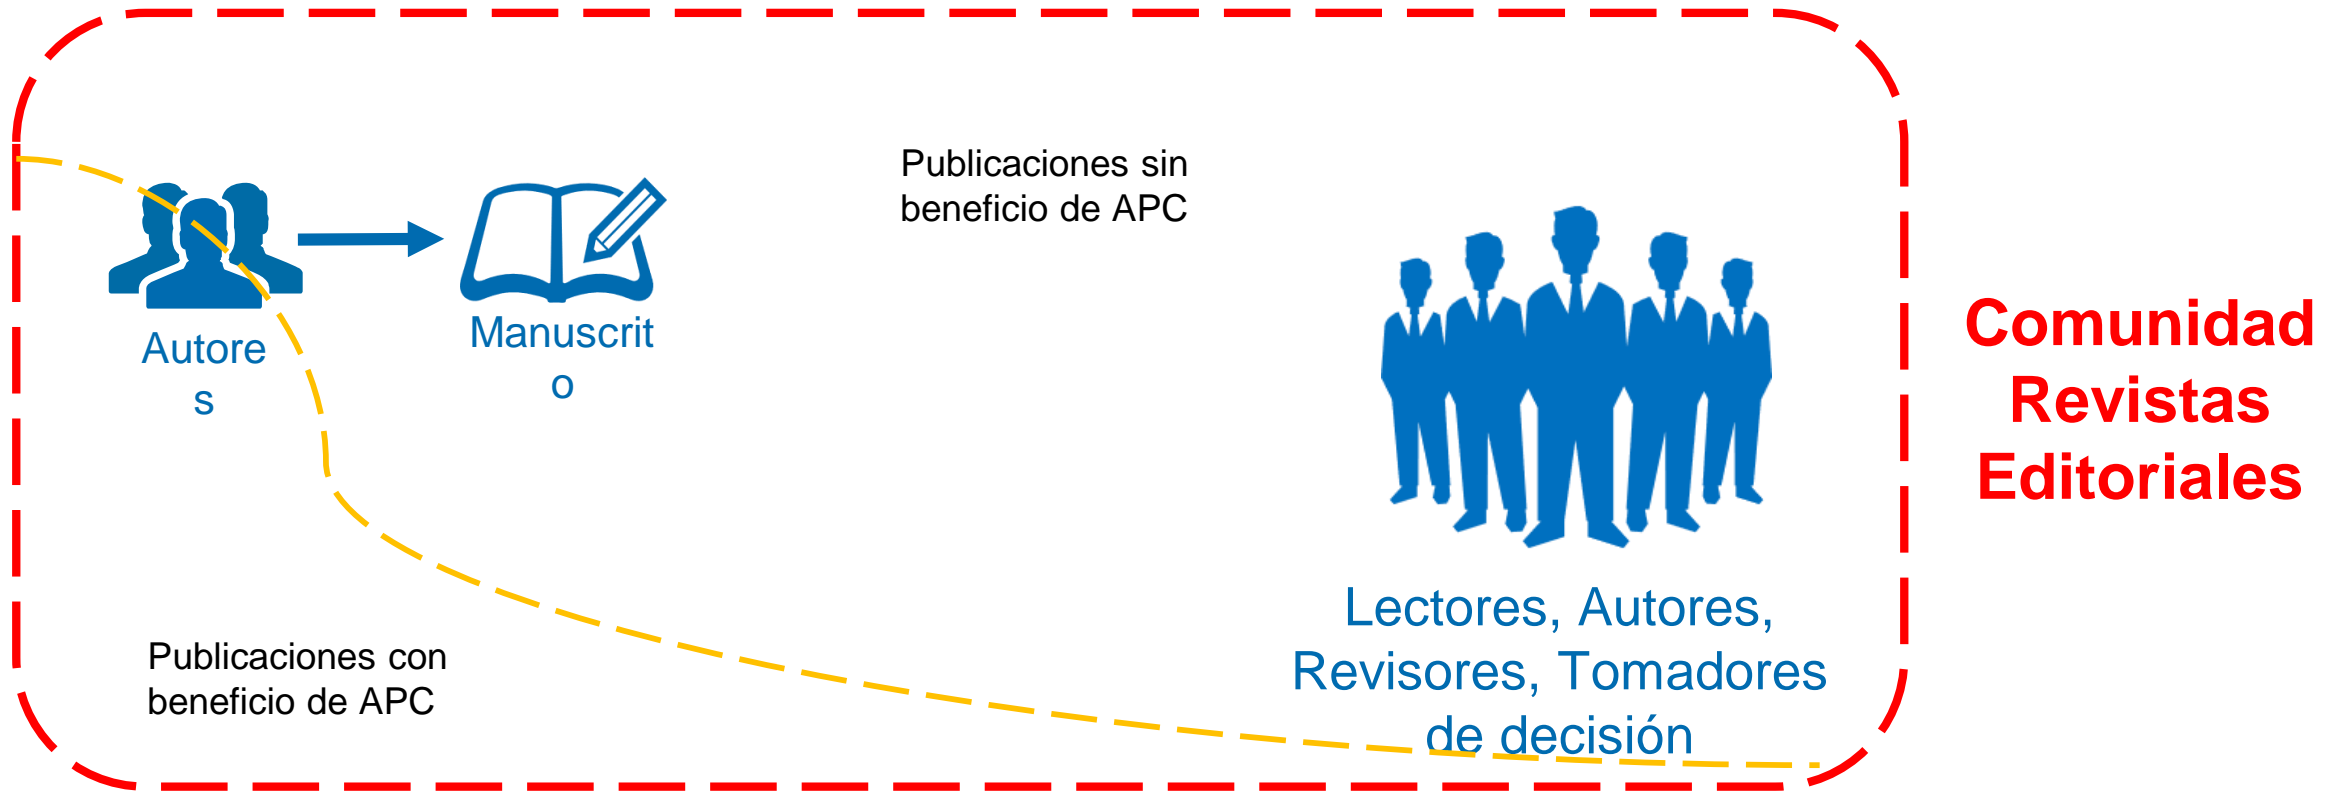 Publicaciones sin
beneficio de APC
Autore
s
Manuscrit
o
Comunidad
Revistas
Editoriales
Lectores, Autores,
Revisores, Tomadores
de decisión
Publicaciones con
beneficio de APC